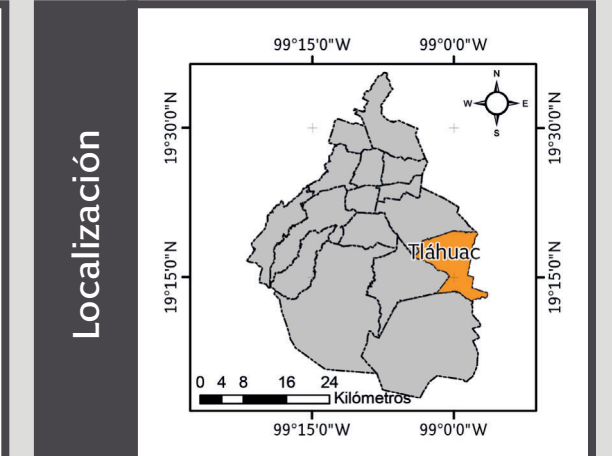 Localización
99°15'0"W 99°0'0"W
N
W E
S
19°30'0"N 19°30'0"N
Tláhuac
19°15'0"N 19°15'0"N
0 4 8 16 24
Kilómetros
99°15'0"W 99°0'0"W